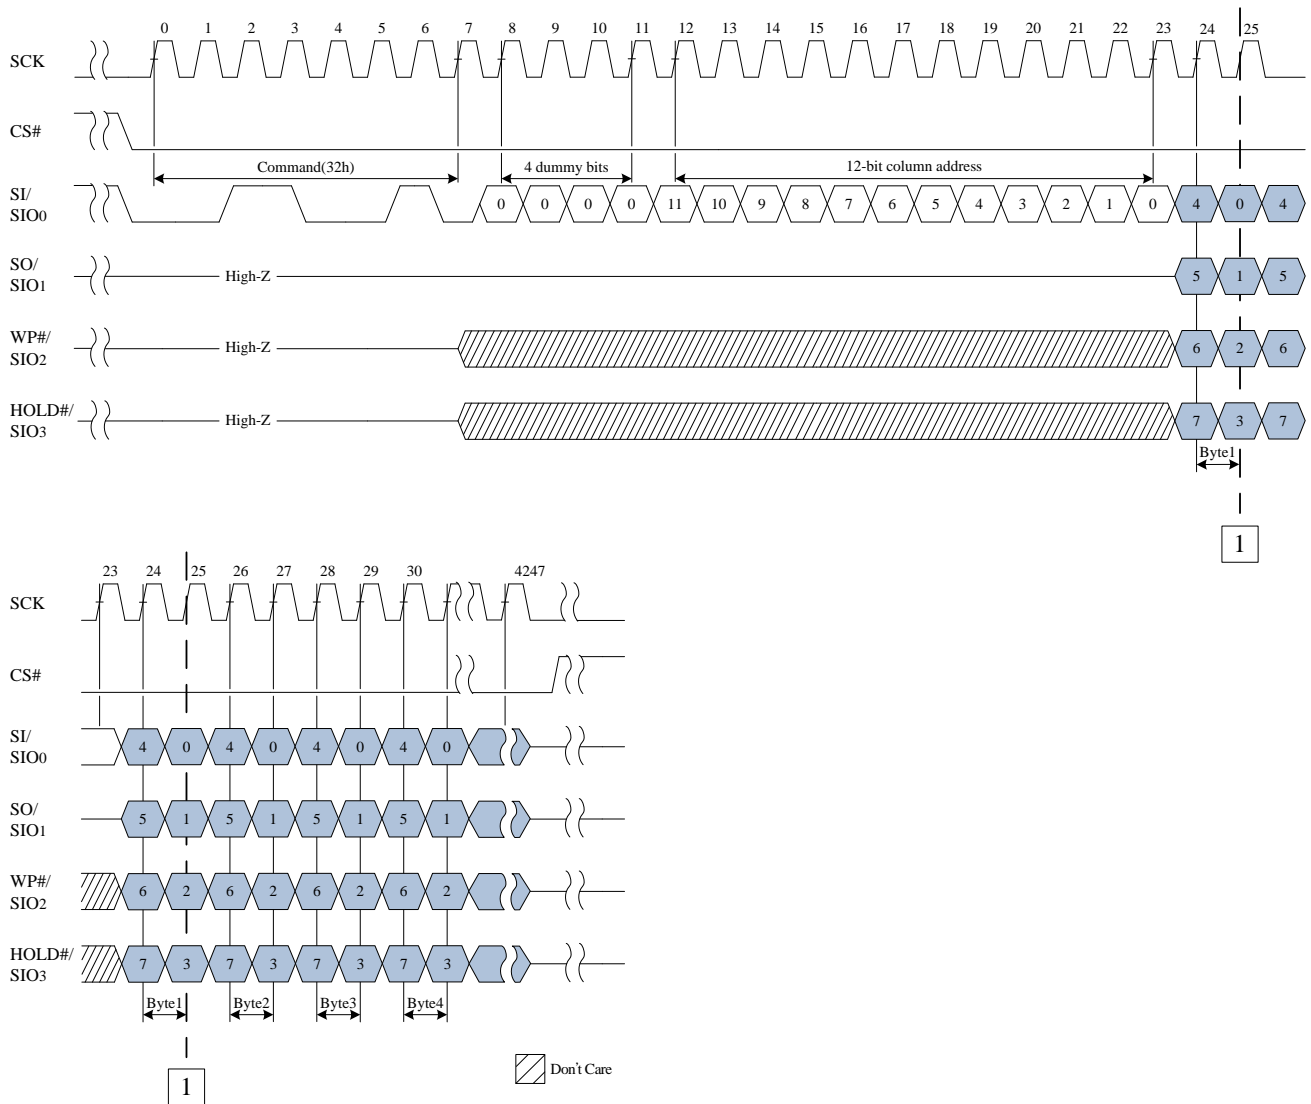 0 1 2 3 4 5 6 7 8 9 10 11 12 13 14 15 16 17 18 19 20 21 22 23 24 25
SCK
CS#
Command(32h) 4 dummy bits 12-bit column address
SI/
SIO0
0 0 0 0 11 10 9 8 7 6 5 4 3 2 1 0 4 0 4
SO/
SIO1
High-Z
5 1 5
WP#/
SIO2
High-Z
6 2 6
HOLD#/
SIO3
High-Z
7 3 7
Byte1
1
23 24 25 26 27 28 29 30 4247
SCK
CS#
SI/
SIO0
4 0 4 0 4 0 4 0
SO/
SIO1
5 1 5 1 5 1 5 1
WP#/
SIO2
6 2 6 2 6 2 6 2
HOLD#/
SIO3
7 3 7 3 7 3 7 3
Byte1 Byte2 Byte3 Byte4
Don't Care
1